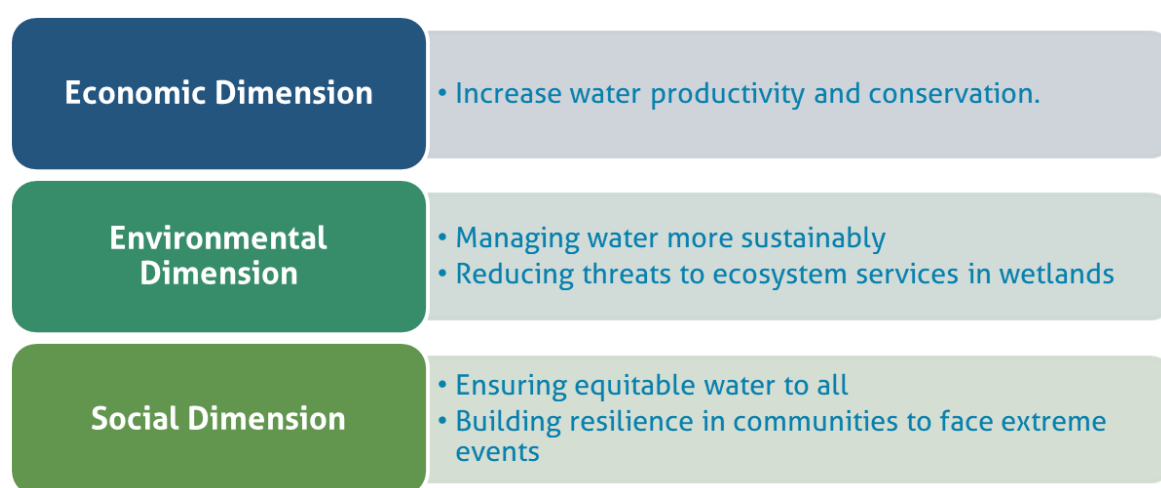 Economic Dimension
• Increase water productivity and conservation.
Environmental
Dimension
• Managing water more sustainably
• Reducing threats to ecosystem services in wetlands
Social Dimension
• Ensuring equitable water to all
• Building resilience in communities to face extreme
events